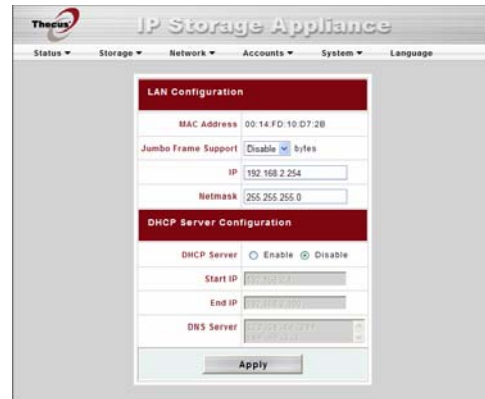 Thecus
IP Storage Appliance
Status Storage Network Accounts System Language
LAN Configuration
MAC Address 00:14:FD:10:D7:2B
Jumbo Frame Support Disable bytes
IP 192.168.2.254
Netmask 255.255.255.0
DHCP Server Configuration
DHCP Server Enable Disable
Start IP
End IP
DNS Server
Apply